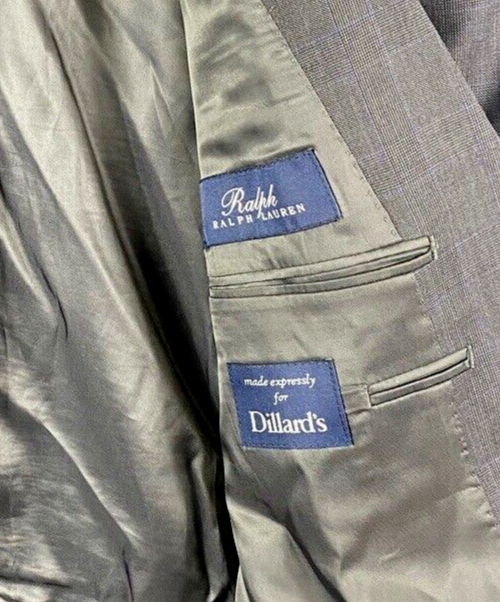 Ralph
RALPH LAUREN
made expressly
for
Dillard's